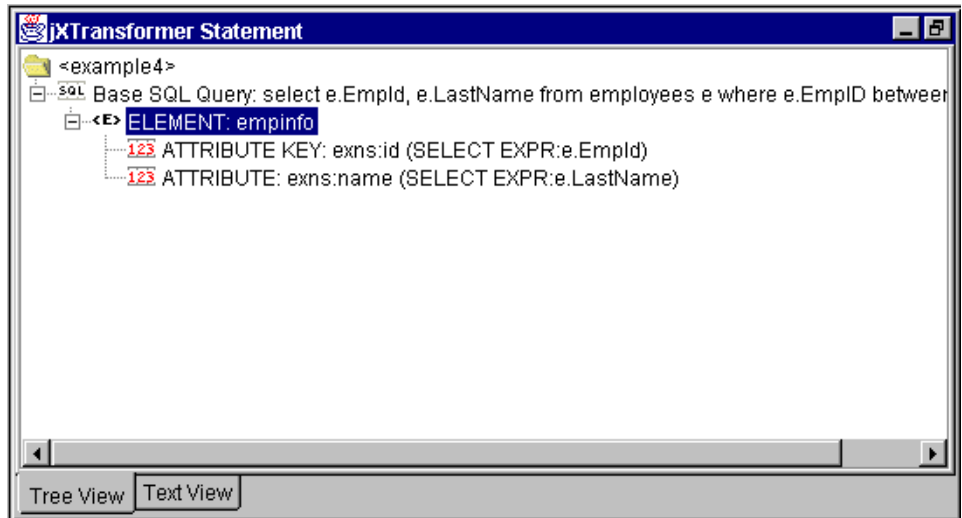 jXTransformer Statement
<example4>
SQL Base SQL Query: select e.EmpId, e.LastName from employees e where e.EmpID between
<E> ELEMENT: empinfo
123 ATTRIBUTE KEY: exns:id (SELECT EXPR:e.EmpId)
123 ATTRIBUTE: exns:name (SELECT EXPR:e.LastName)
Tree View Text View